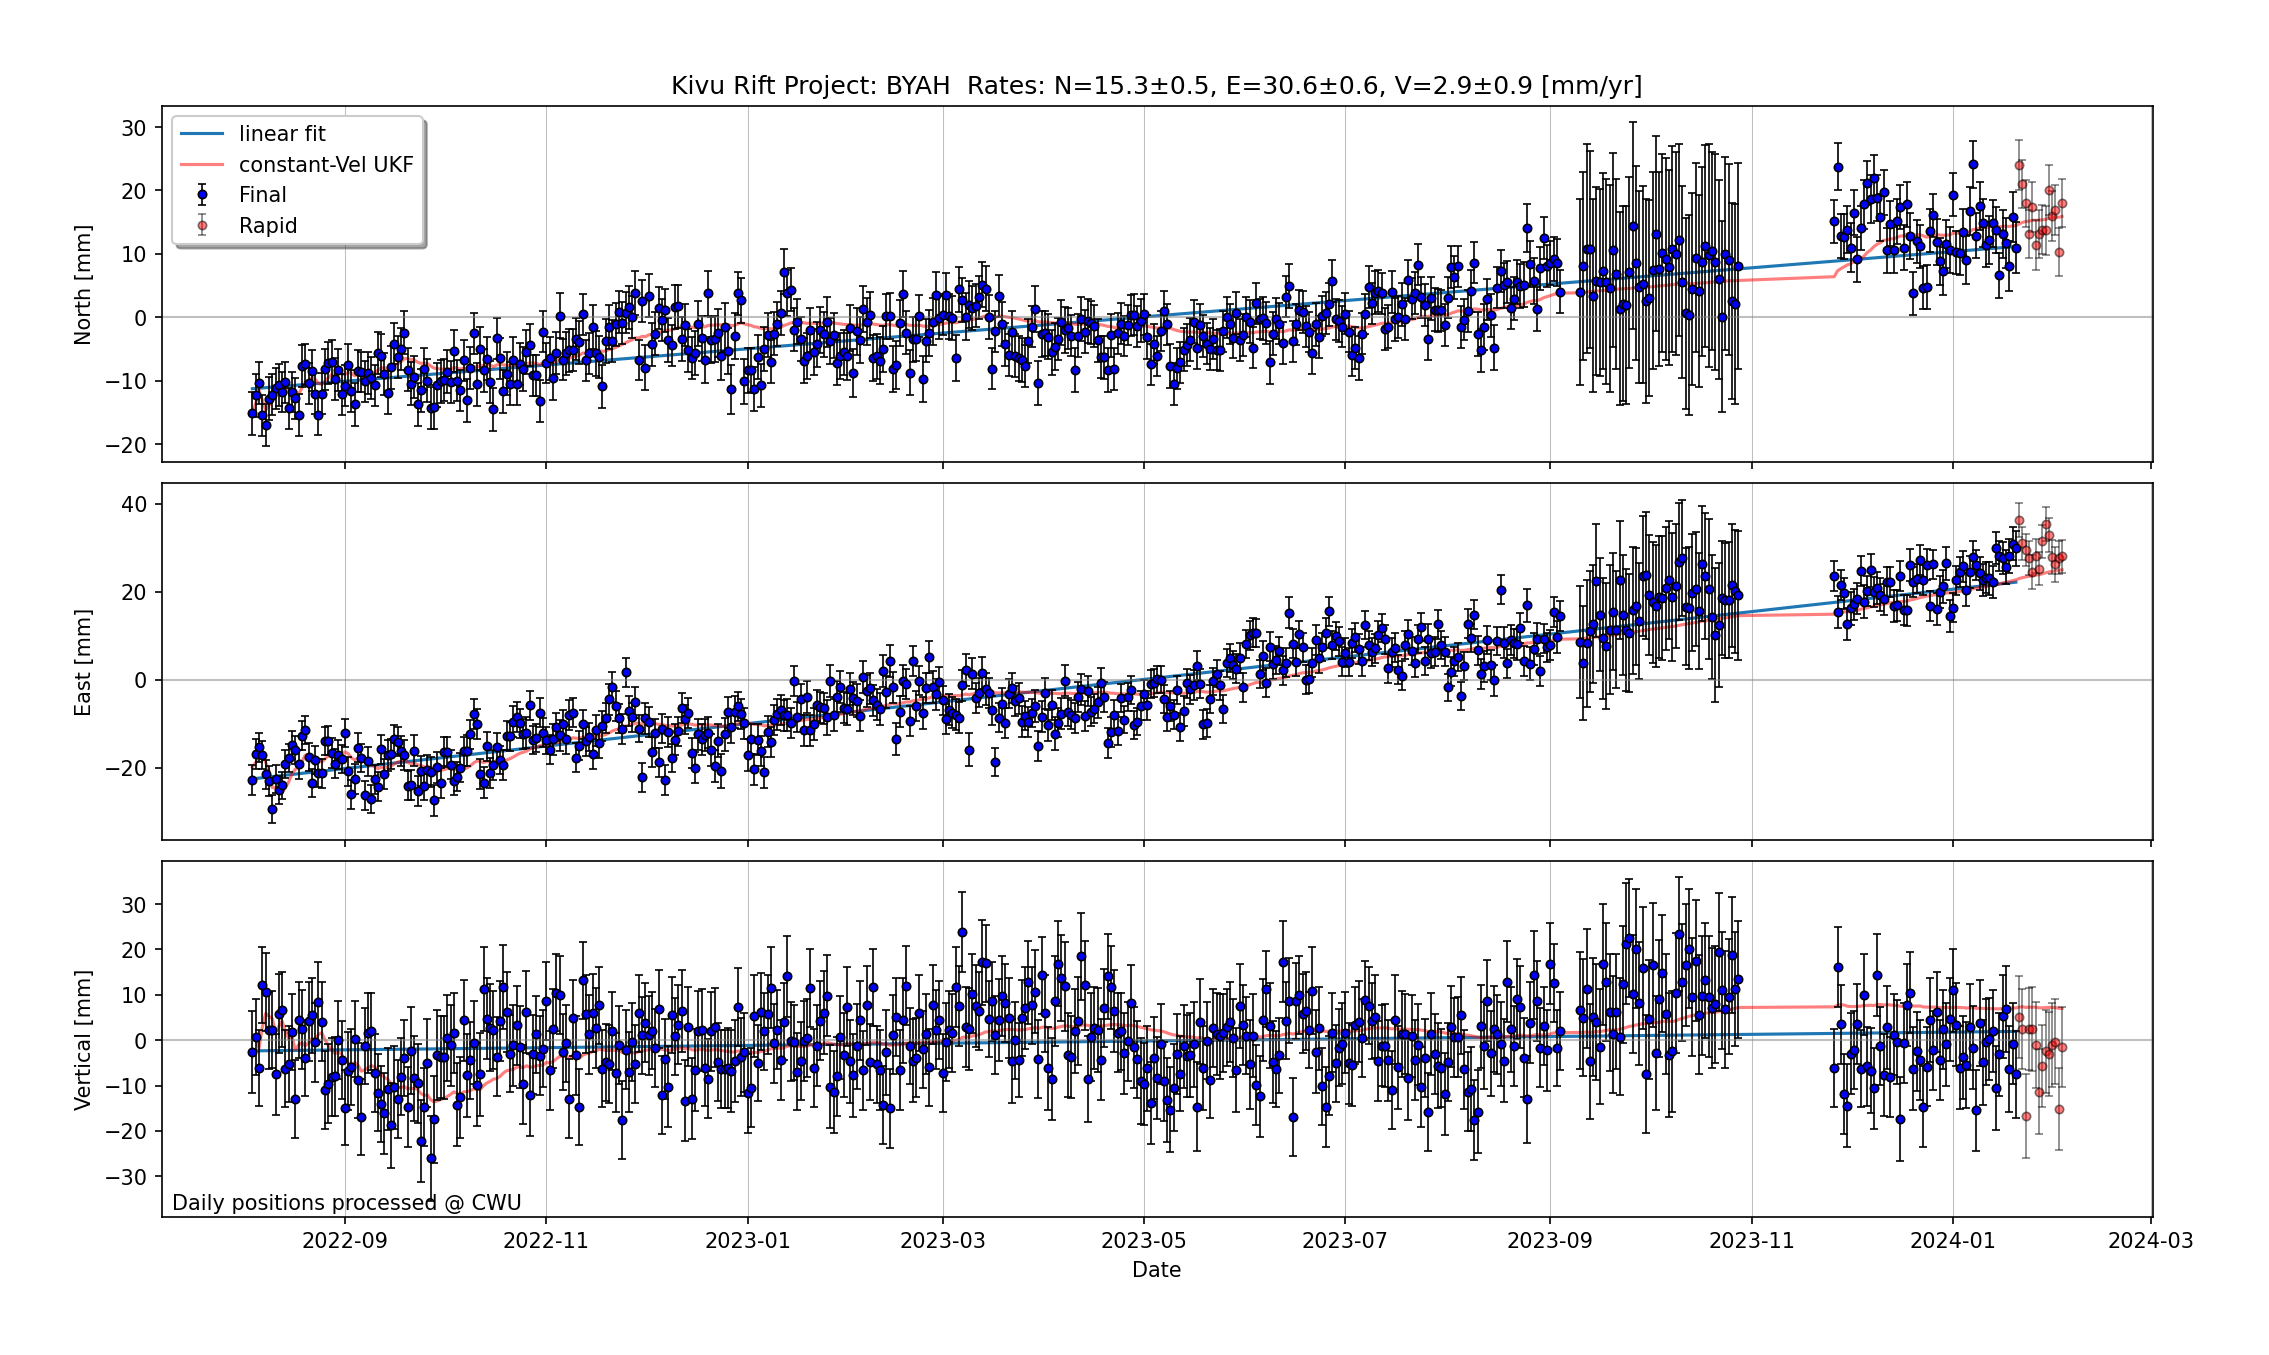 Kivu Rift Project: BYAH  Rates: N=15.3±0.5, E=30.6±0.6, V=2.9±0.9 [mm/yr]
linear fit
constant-Vel UKF
Final
Rapid
North [mm]
30
20
10
0
−10
−20
East [mm]
40
20
0
−20
Vertical [mm]
30
20
10
0
−10
−20
−30
Daily positions processed @ CWU
2022-09 2022-11 2023-01 2023-03 2023-05 2023-07 2023-09 2023-11 2024-01 2024-03
Date